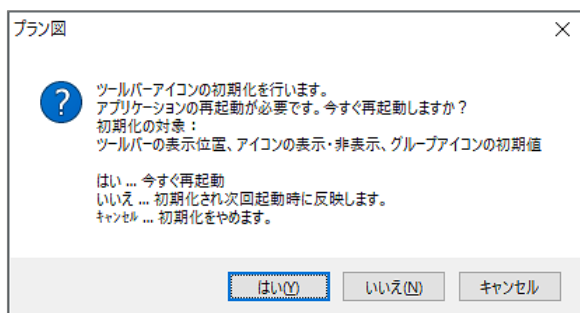 プラン図
ツールバーアイコンの初期化を行います。
アプリケーションの再起動が必要です。今すぐ再起動しますか？
初期化の対象：
ツールバーの表示位置、アイコンの表示・非表示、グループアイコンの初期値
はい ... 今すぐ再起動
いいえ ... 初期化され次回起動時に反映します。
ｷｬﾝｾﾙ ... 初期化をやめます。
はい(Y)
いいえ(N)
キャンセル